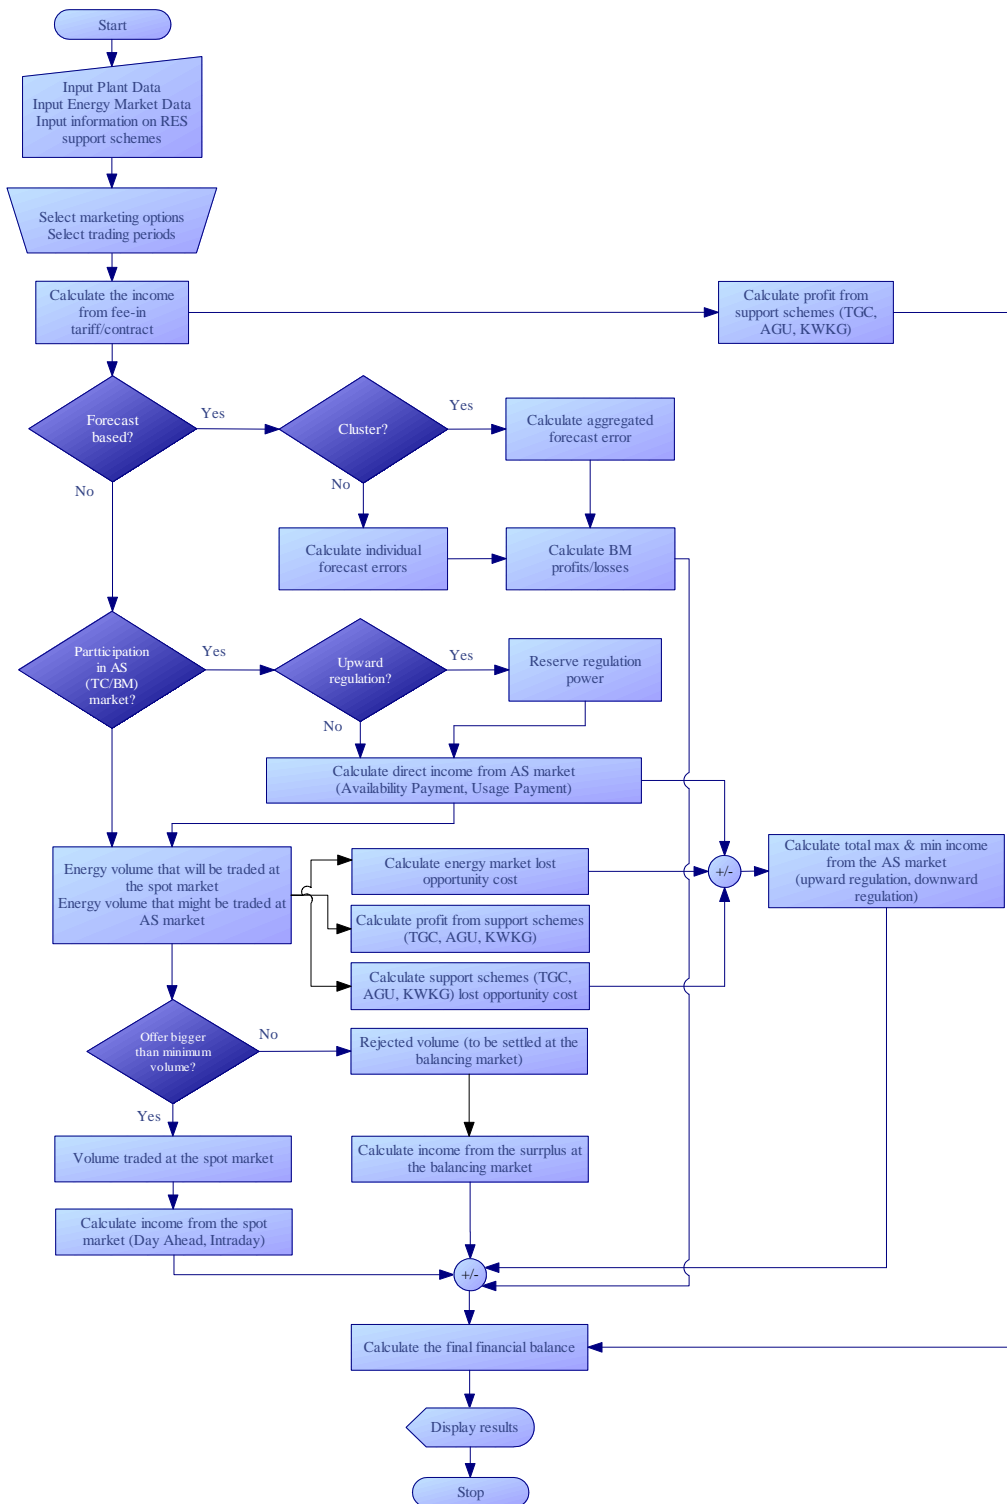 Start
Input Plant Data
Input Energy Market Data
Input information on RES
support schemes
Select marketing options
Select trading periods
Calculate the income
from fee-in
tariff/contract
Calculate profit from
support schemes (TGC,
AGU, KWKG)
Forecast
based?
Yes
No
Cluster?
Yes
No
Calculate aggregated
forecast error
Calculate individual
forecast errors
Calculate BM
profits/losses
Partticipation
in AS
(TC/BM)
market?
Yes
Upward
regulation?
Yes
No
Reserve regulation
power
Calculate direct income from AS market
(Availability Payment, Usage Payment)
Energy volume that will be traded at
the spot market
Energy volume that might be traded at
AS market
Calculate energy market lost
opportunity cost
Calculate profit from support schemes
(TGC, AGU, KWKG)
Calculate support schemes (TGC,
AGU, KWKG) lost opportunity cost
+/-
Calculate total max & min income
from the AS market
(upward regulation, downward
regulation)
Offer bigger
than minimum
volume?
No
Yes
Rejected volume (to be settled at the
balancing market)
Volume traded at the spot market
Calculate income from the surrplus at
the balancing market
Calculate income from the spot
market (Day Ahead, Intraday)
+/-
Calculate the final financial balance
Display results
Stop